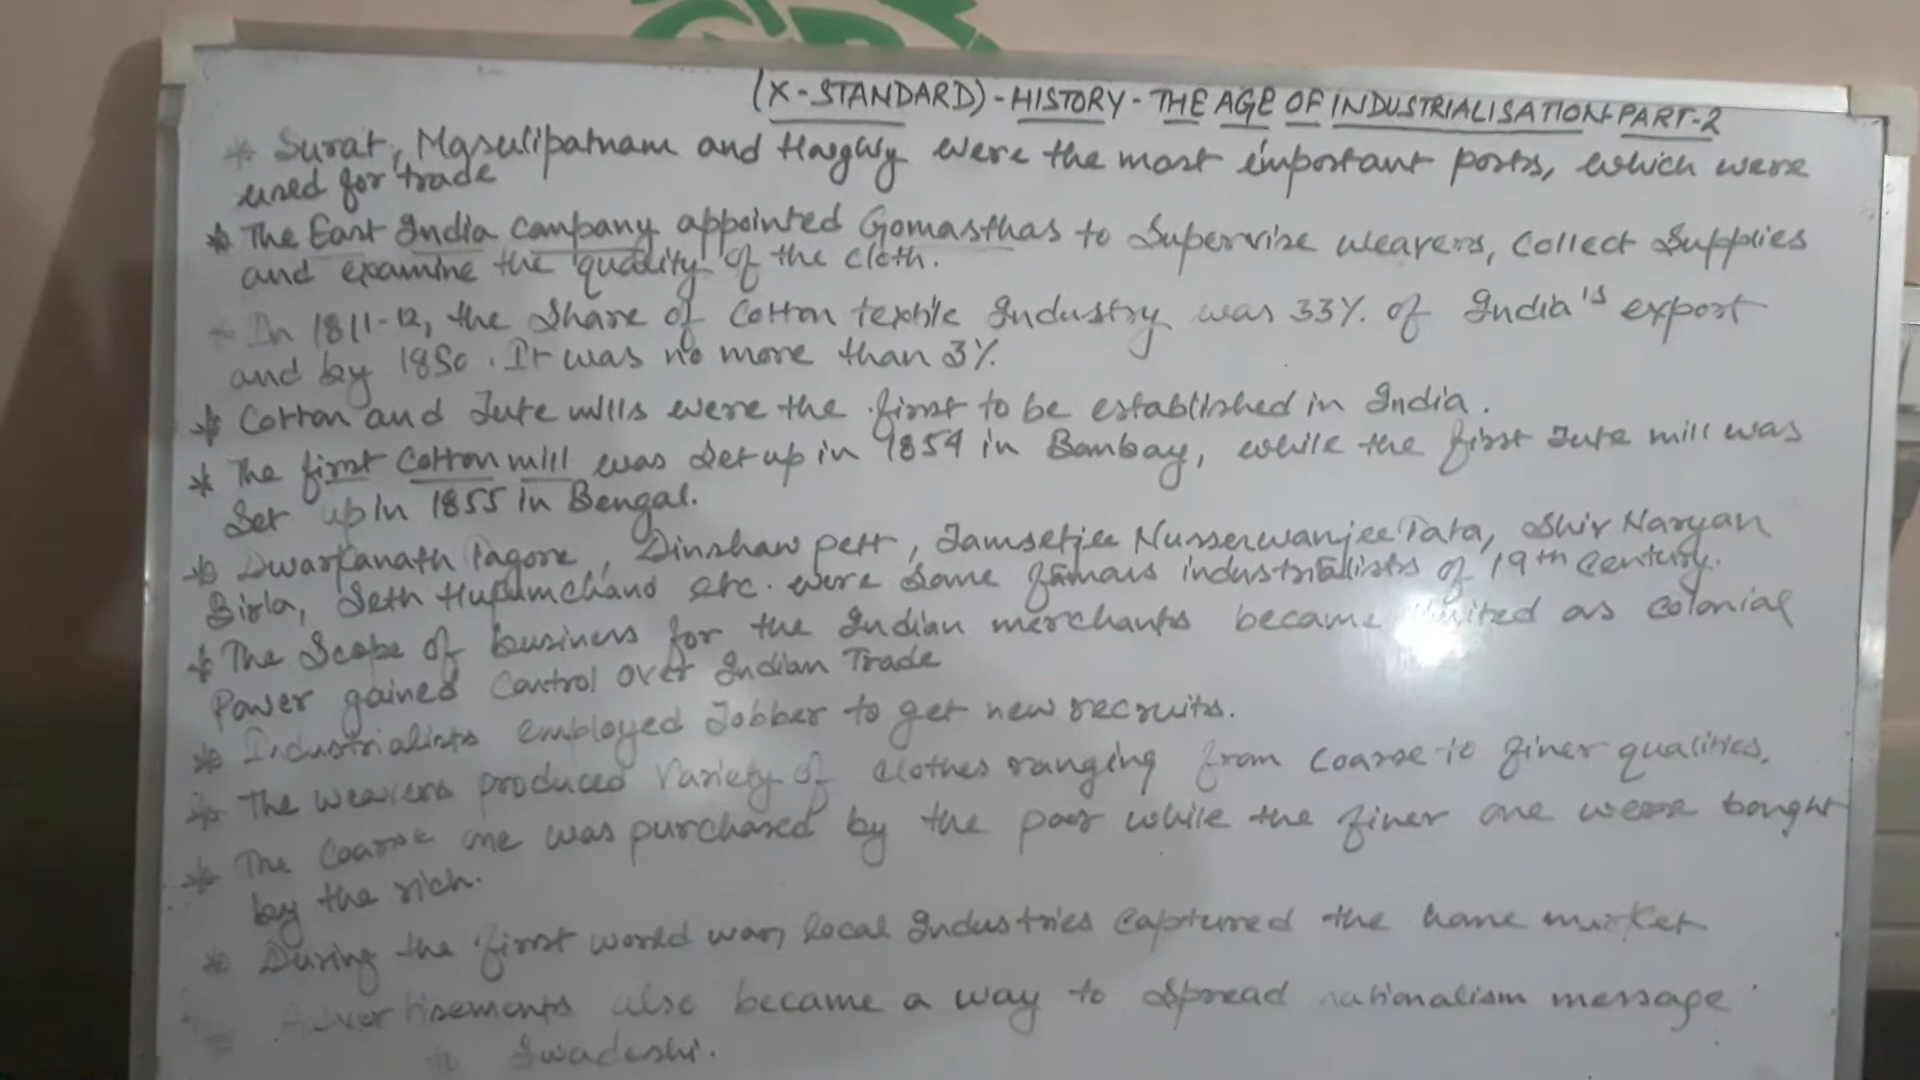 (X-STANDARD)-HISTORY-THE AGE OF INDUSTRIALISATION-PART-2
* Surat, Masulipatnam and Hoogly were the most important ports, which were
used for trade
* The East India company appointed Gomasthas to Supervise weavers, Collect Supplies
and examine the quality of the cloth.
* In 1811-12, the Share of Cotton textile Industry was 33% of India's export
and by 1850. It was no more than 3%.
* Cotton and Jute mills were the first to be established in India.
* The first Cotton mill was Set up in 1854 in Bombay, while the first Jute mill was
Set up in 1855 in Bengal.
* Dwarkanath Tagore, Dinshaw pett, Jamsetjee Nusserwanjee Tata, Shiv Naryan
Birla, Seth Hukumchand etc. were Some famous industrialists of 19th Century.
* The Scope of business for the Indian merchants became limited as colonial
Power gained Control over Indian Trade
* Industrialists employed Jobber to get new recruits.
* The weavers produced Variety of clothes ranging from coarse to finer qualities.
* The Coarse one was purchased by the poor while the finer one were bought
by the rich.
* During the first world war, local Industries captured the home market
= Advertisements also became a way to Spread nationalism message
Swadeshi.